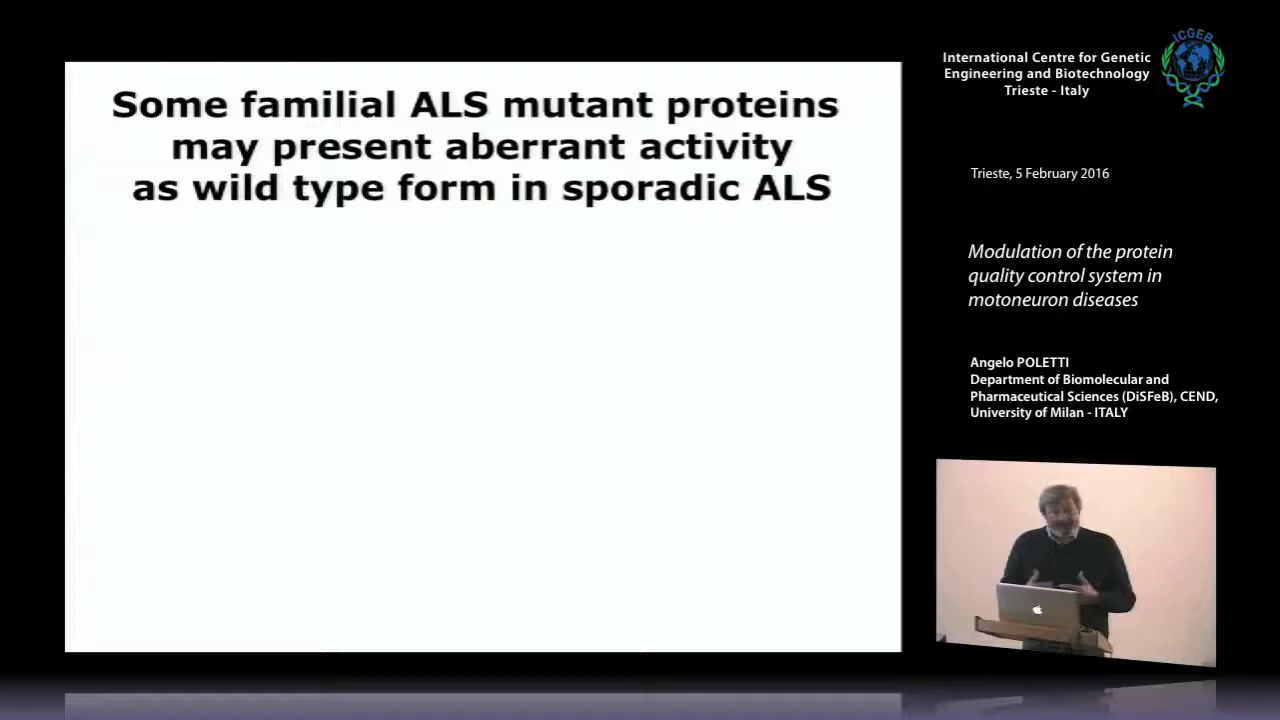 Some familial ALS mutant proteins
may present aberrant activity
as wild type form in sporadic ALS
International Centre for Genetic
Engineering and Biotechnology
Trieste - Italy
ICGEB
Trieste, 5 February 2016
Modulation of the protein
quality control system in
motoneuron diseases
Angelo POLETTI
Department of Biomolecular and
Pharmaceutical Sciences (DiSFeB), CEND,
University of Milan - ITALY